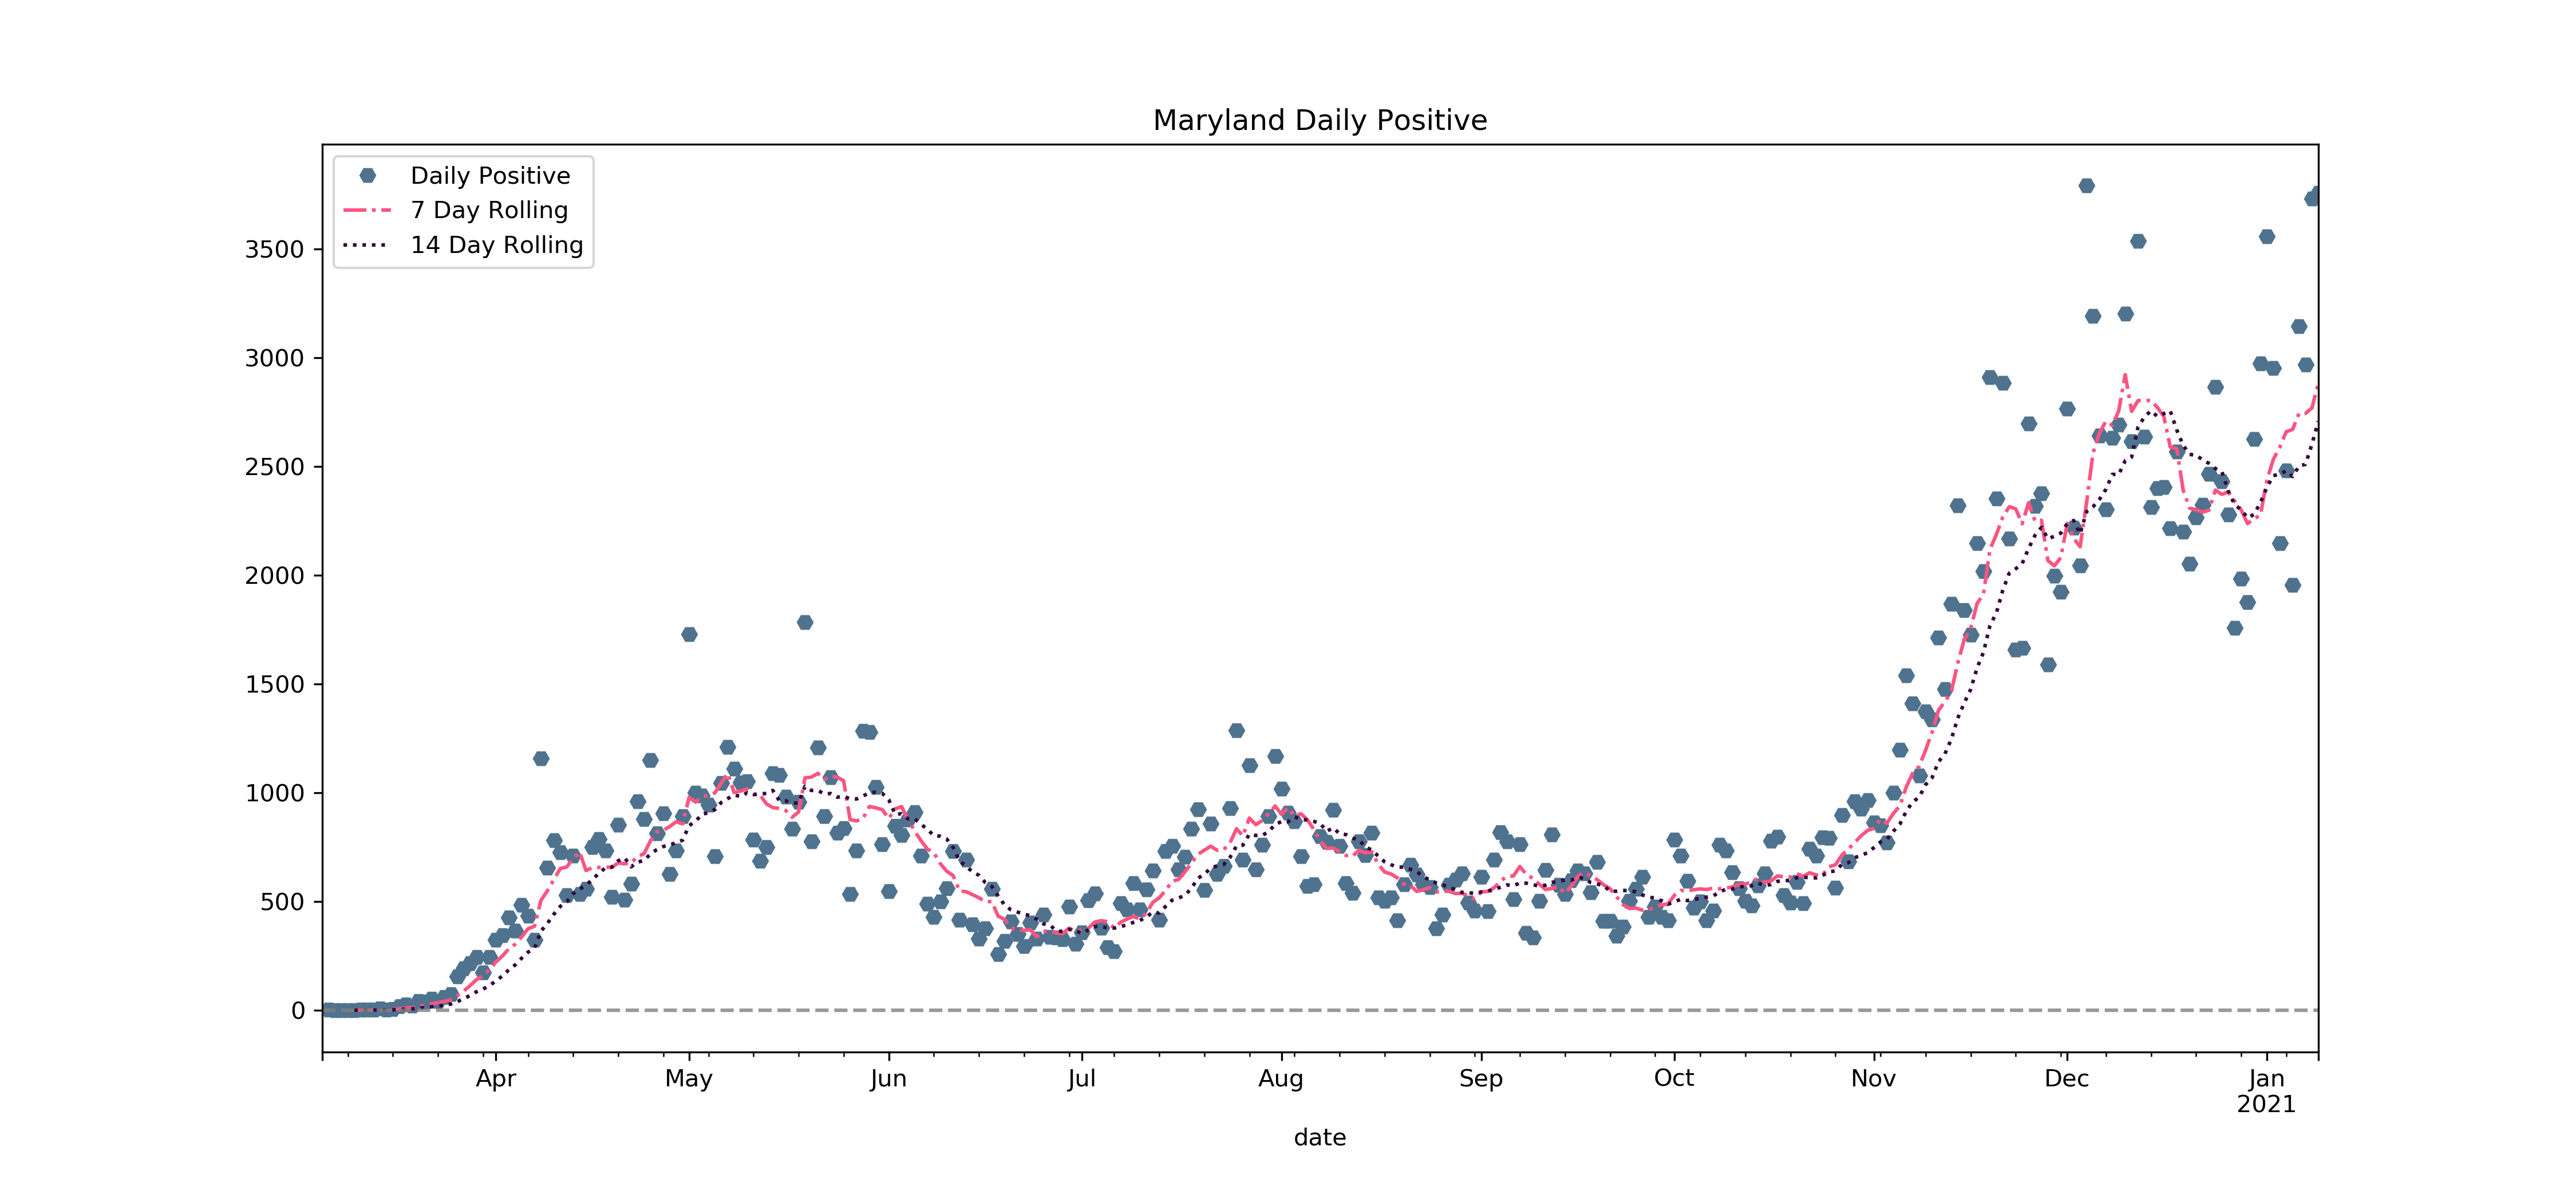 Maryland Daily Positive
Daily Positive
7 Day Rolling
14 Day Rolling
3500
3000
2500
2000
1500
1000
500
0
Apr May Jun Jul Aug Sep Oct Nov Dec Jan
2021
date